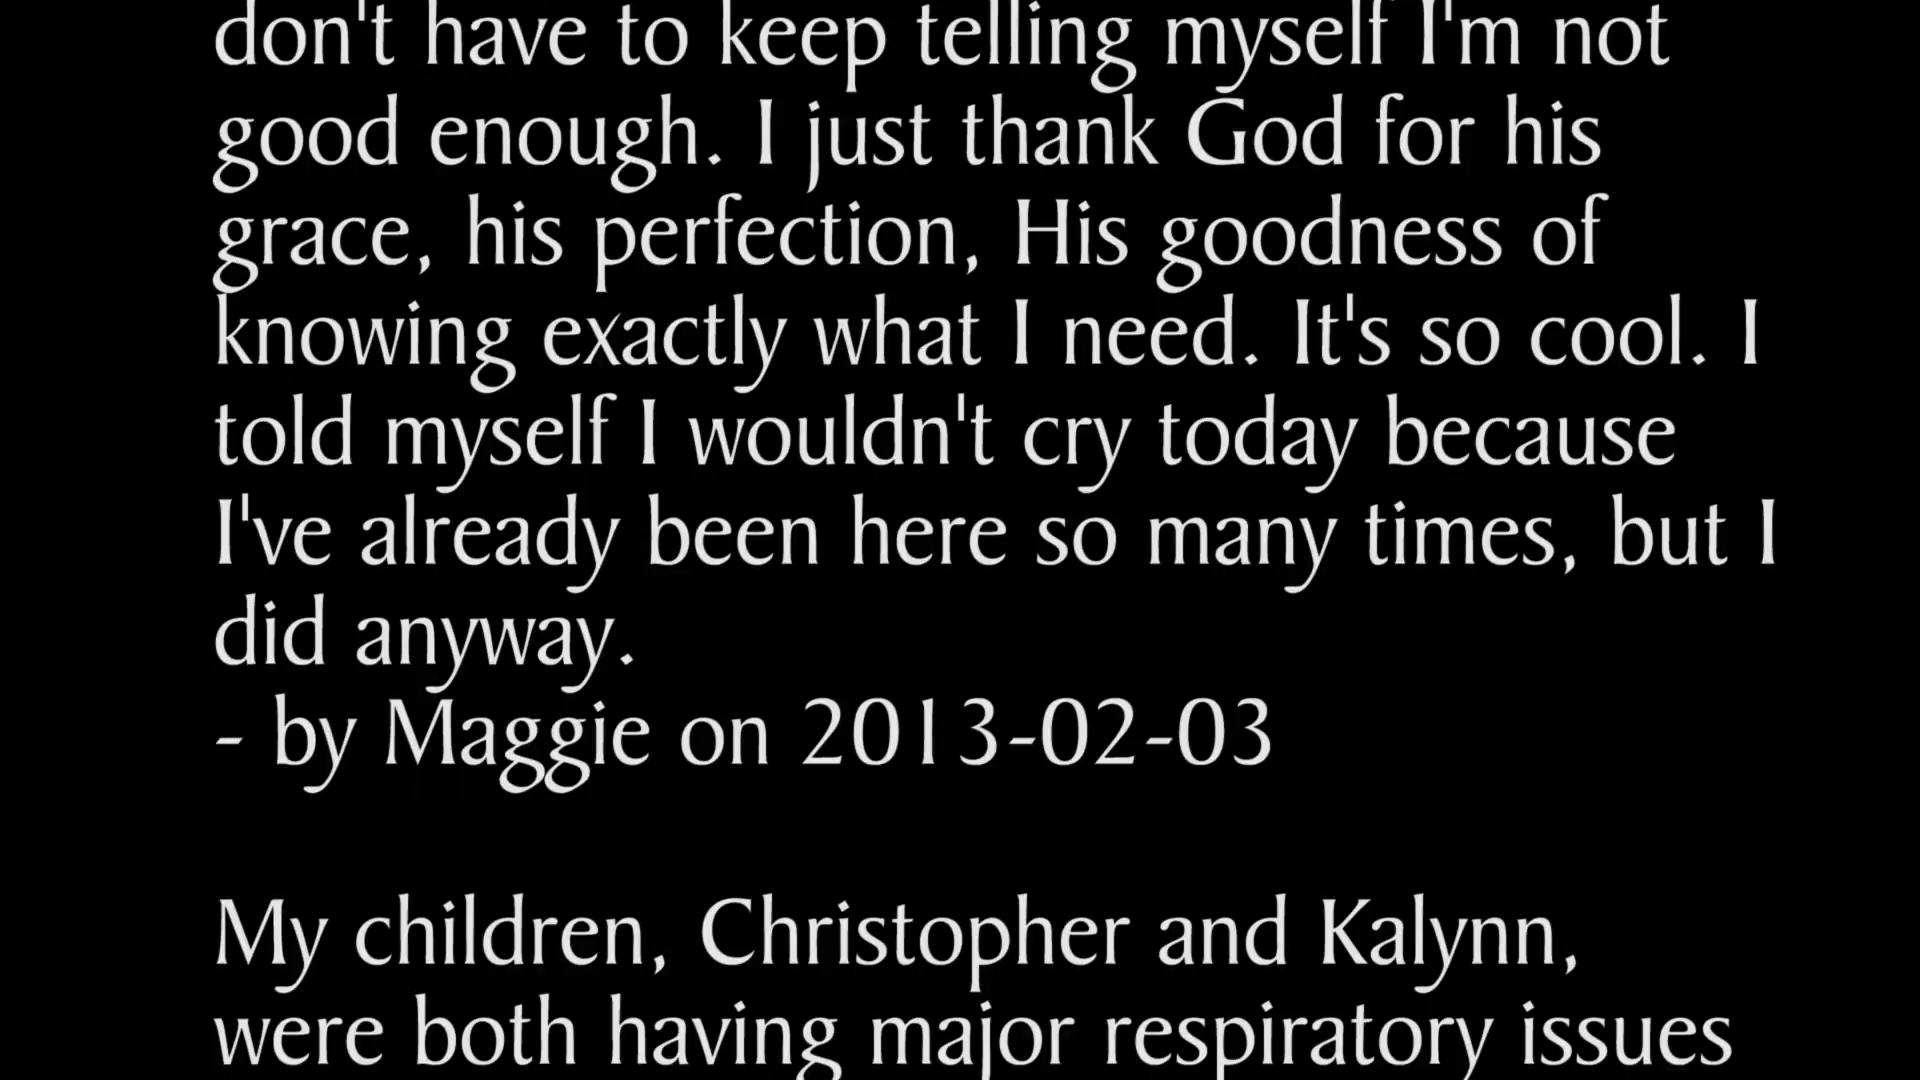 don't have to keep telling myself I'm not
good enough. I just thank God for his
grace, his perfection, His goodness of
knowing exactly what I need. It's so cool. I
told myself I wouldn't cry today because
I've already been here so many times, but I
did anyway.
- by Maggie on 2013-02-03
My children, Christopher and Kalynn,
were both having major respiratory issues